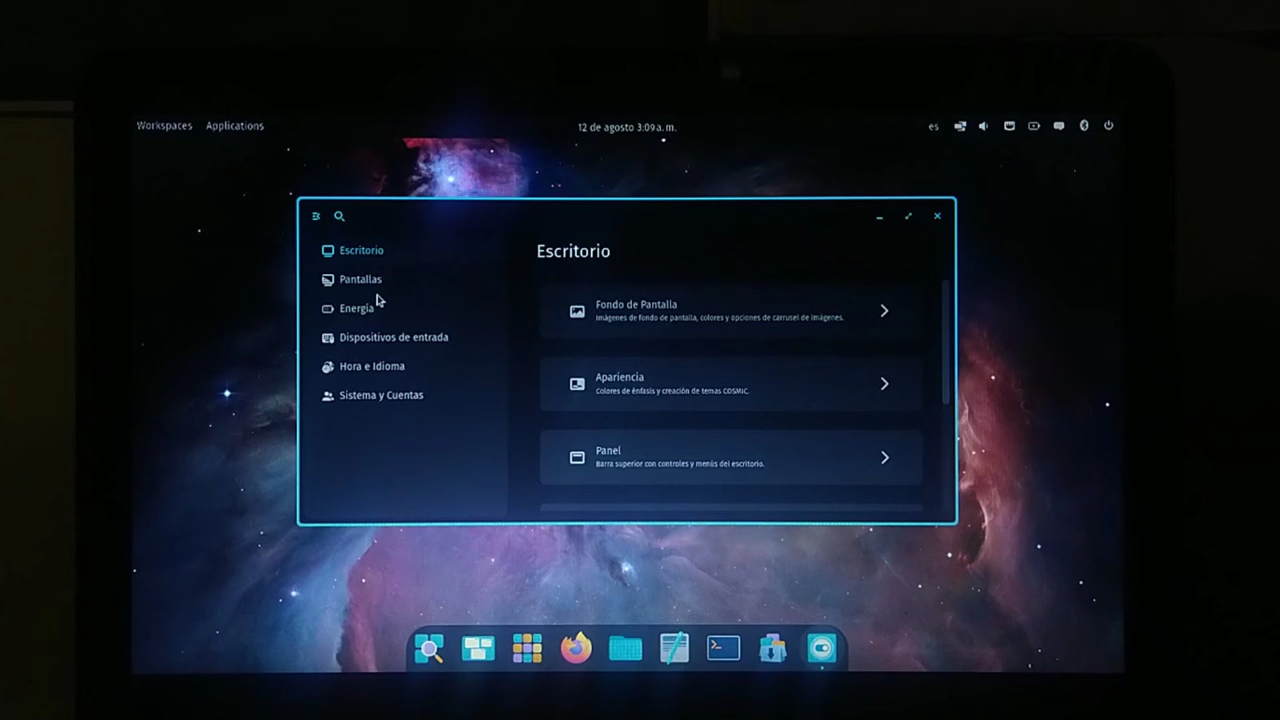 Workspaces Applications 12 de agosto 3:09 a. m. es
Escritorio
Pantallas
Energía
Dispositivos de entrada
Hora e Idioma
Sistema y Cuentas
Escritorio
Fondo de Pantalla
Imágenes de fondo de pantalla, colores y opciones de carrusel de imágenes.
Apariencia
Colores de énfasis y creación de temas COSMIC.
Panel
Barra superior con controles y menús del escritorio.